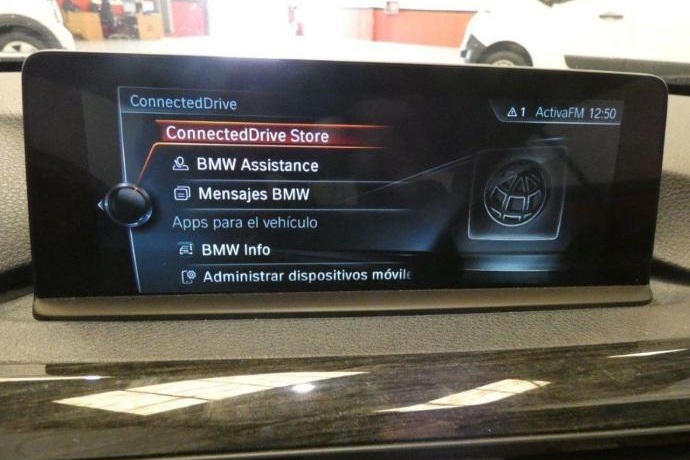 ConnectedDrive
1 ActivaFM 12:50
ConnectedDrive Store
BMW Assistance
Mensajes BMW
Apps para el vehículo
BMW Info
Administrar dispositivos móvile